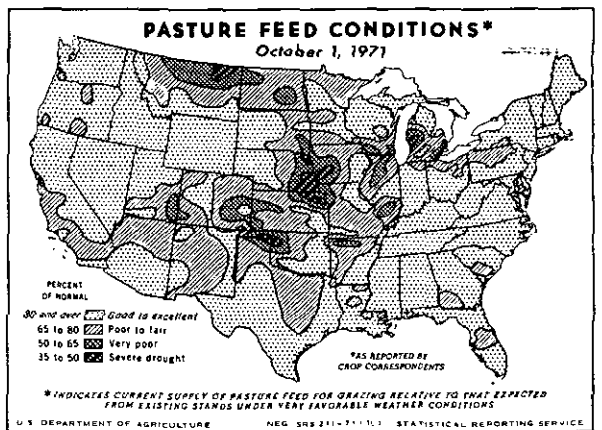 PASTURE FEED CONDITIONS*
October 1, 1971
PERCENT
OF NORMAL
80 and over Good to excellent
65 to 80 Poor to fair
50 to 65 Very poor
35 to 50 Severe drought
*AS REPORTED BY
CROP CORRESPONDENTS
*INDICATES CURRENT SUPPLY OF PASTURE FEED FOR GRAZING RELATIVE TO THAT EXPECTED
FROM EXISTING STANDS UNDER VERY FAVORABLE WEATHER CONDITIONS
U.S. DEPARTMENT OF AGRICULTURE NEG. SRS STATISTICAL REPORTING SERVICE